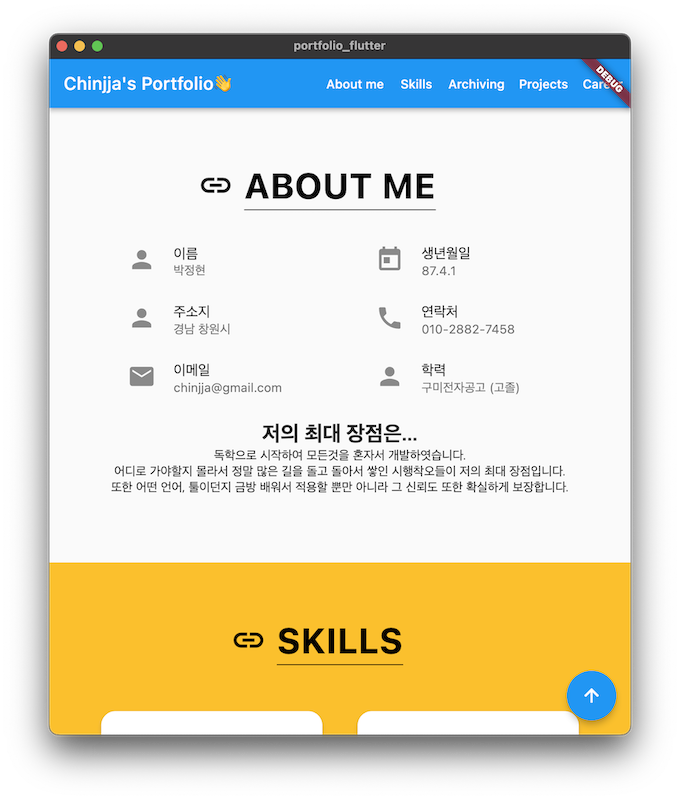 portfolio_flutter
Chinjja's Portfolio👋 About me Skills Archiving Projects
DEBUG
ABOUT ME
이름 생년월일
박정현 87.4.1
주소지 연락처
경남 창원시 010-2882-7458
이메일 학력
chinjja@gmail.com 구미전자공고 (고졸)
저의 최대 장점은...
독학으로 시작하여 모든것을 혼자서 개발하엿습니다.
어디로 가야할지 몰라서 정말 많은 길을 돌고 돌아서 쌓인 시행착오들이 저의 최대 장점입니다.
또한 어떤 언어, 툴이던지 금방 배워서 적용할 뿐만 아니라 그 신뢰도 또한 확실하게 보장합니다.
SKILLS